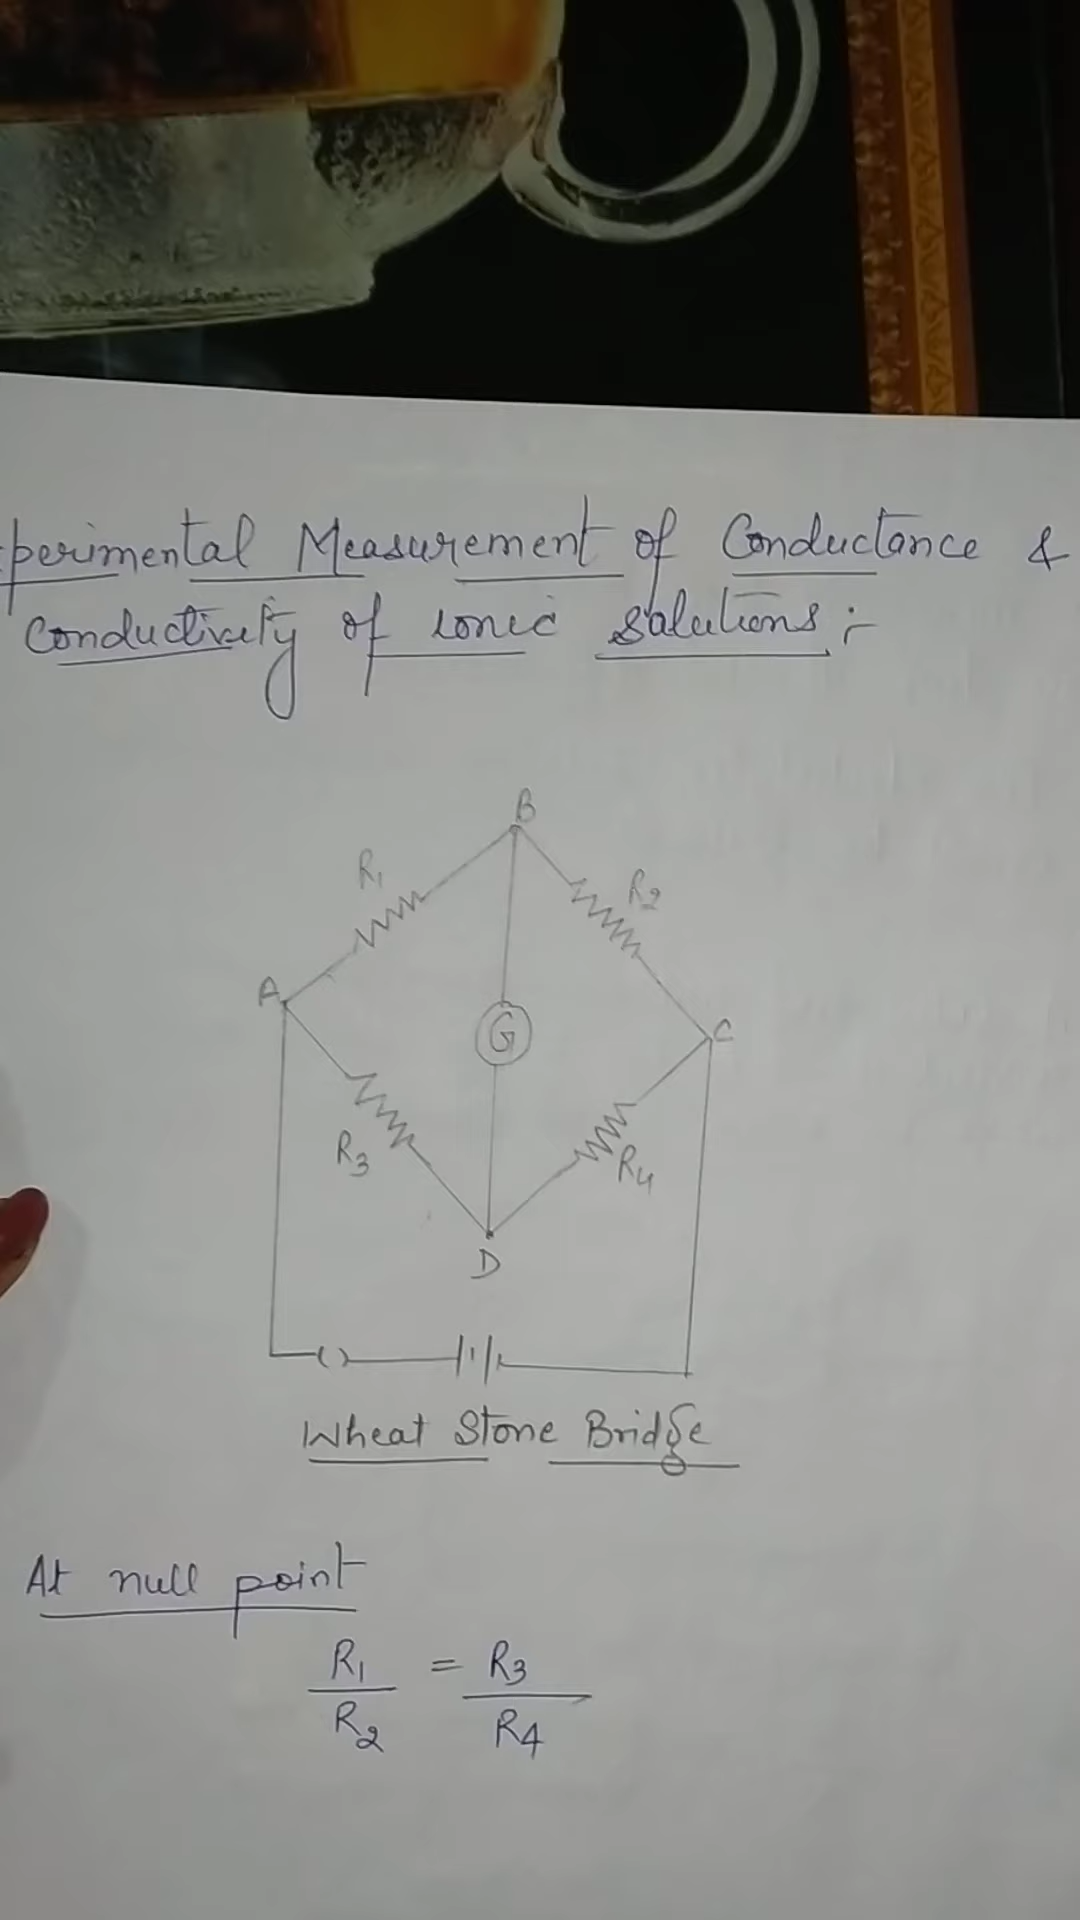 perimental Measurement of Conductance &
Conductivity of ionic solutions :-
B
R1
R2
A
G
C
R3
R4
D
Wheat Stone Bridge
At null point
R1 = R3
R2 R4